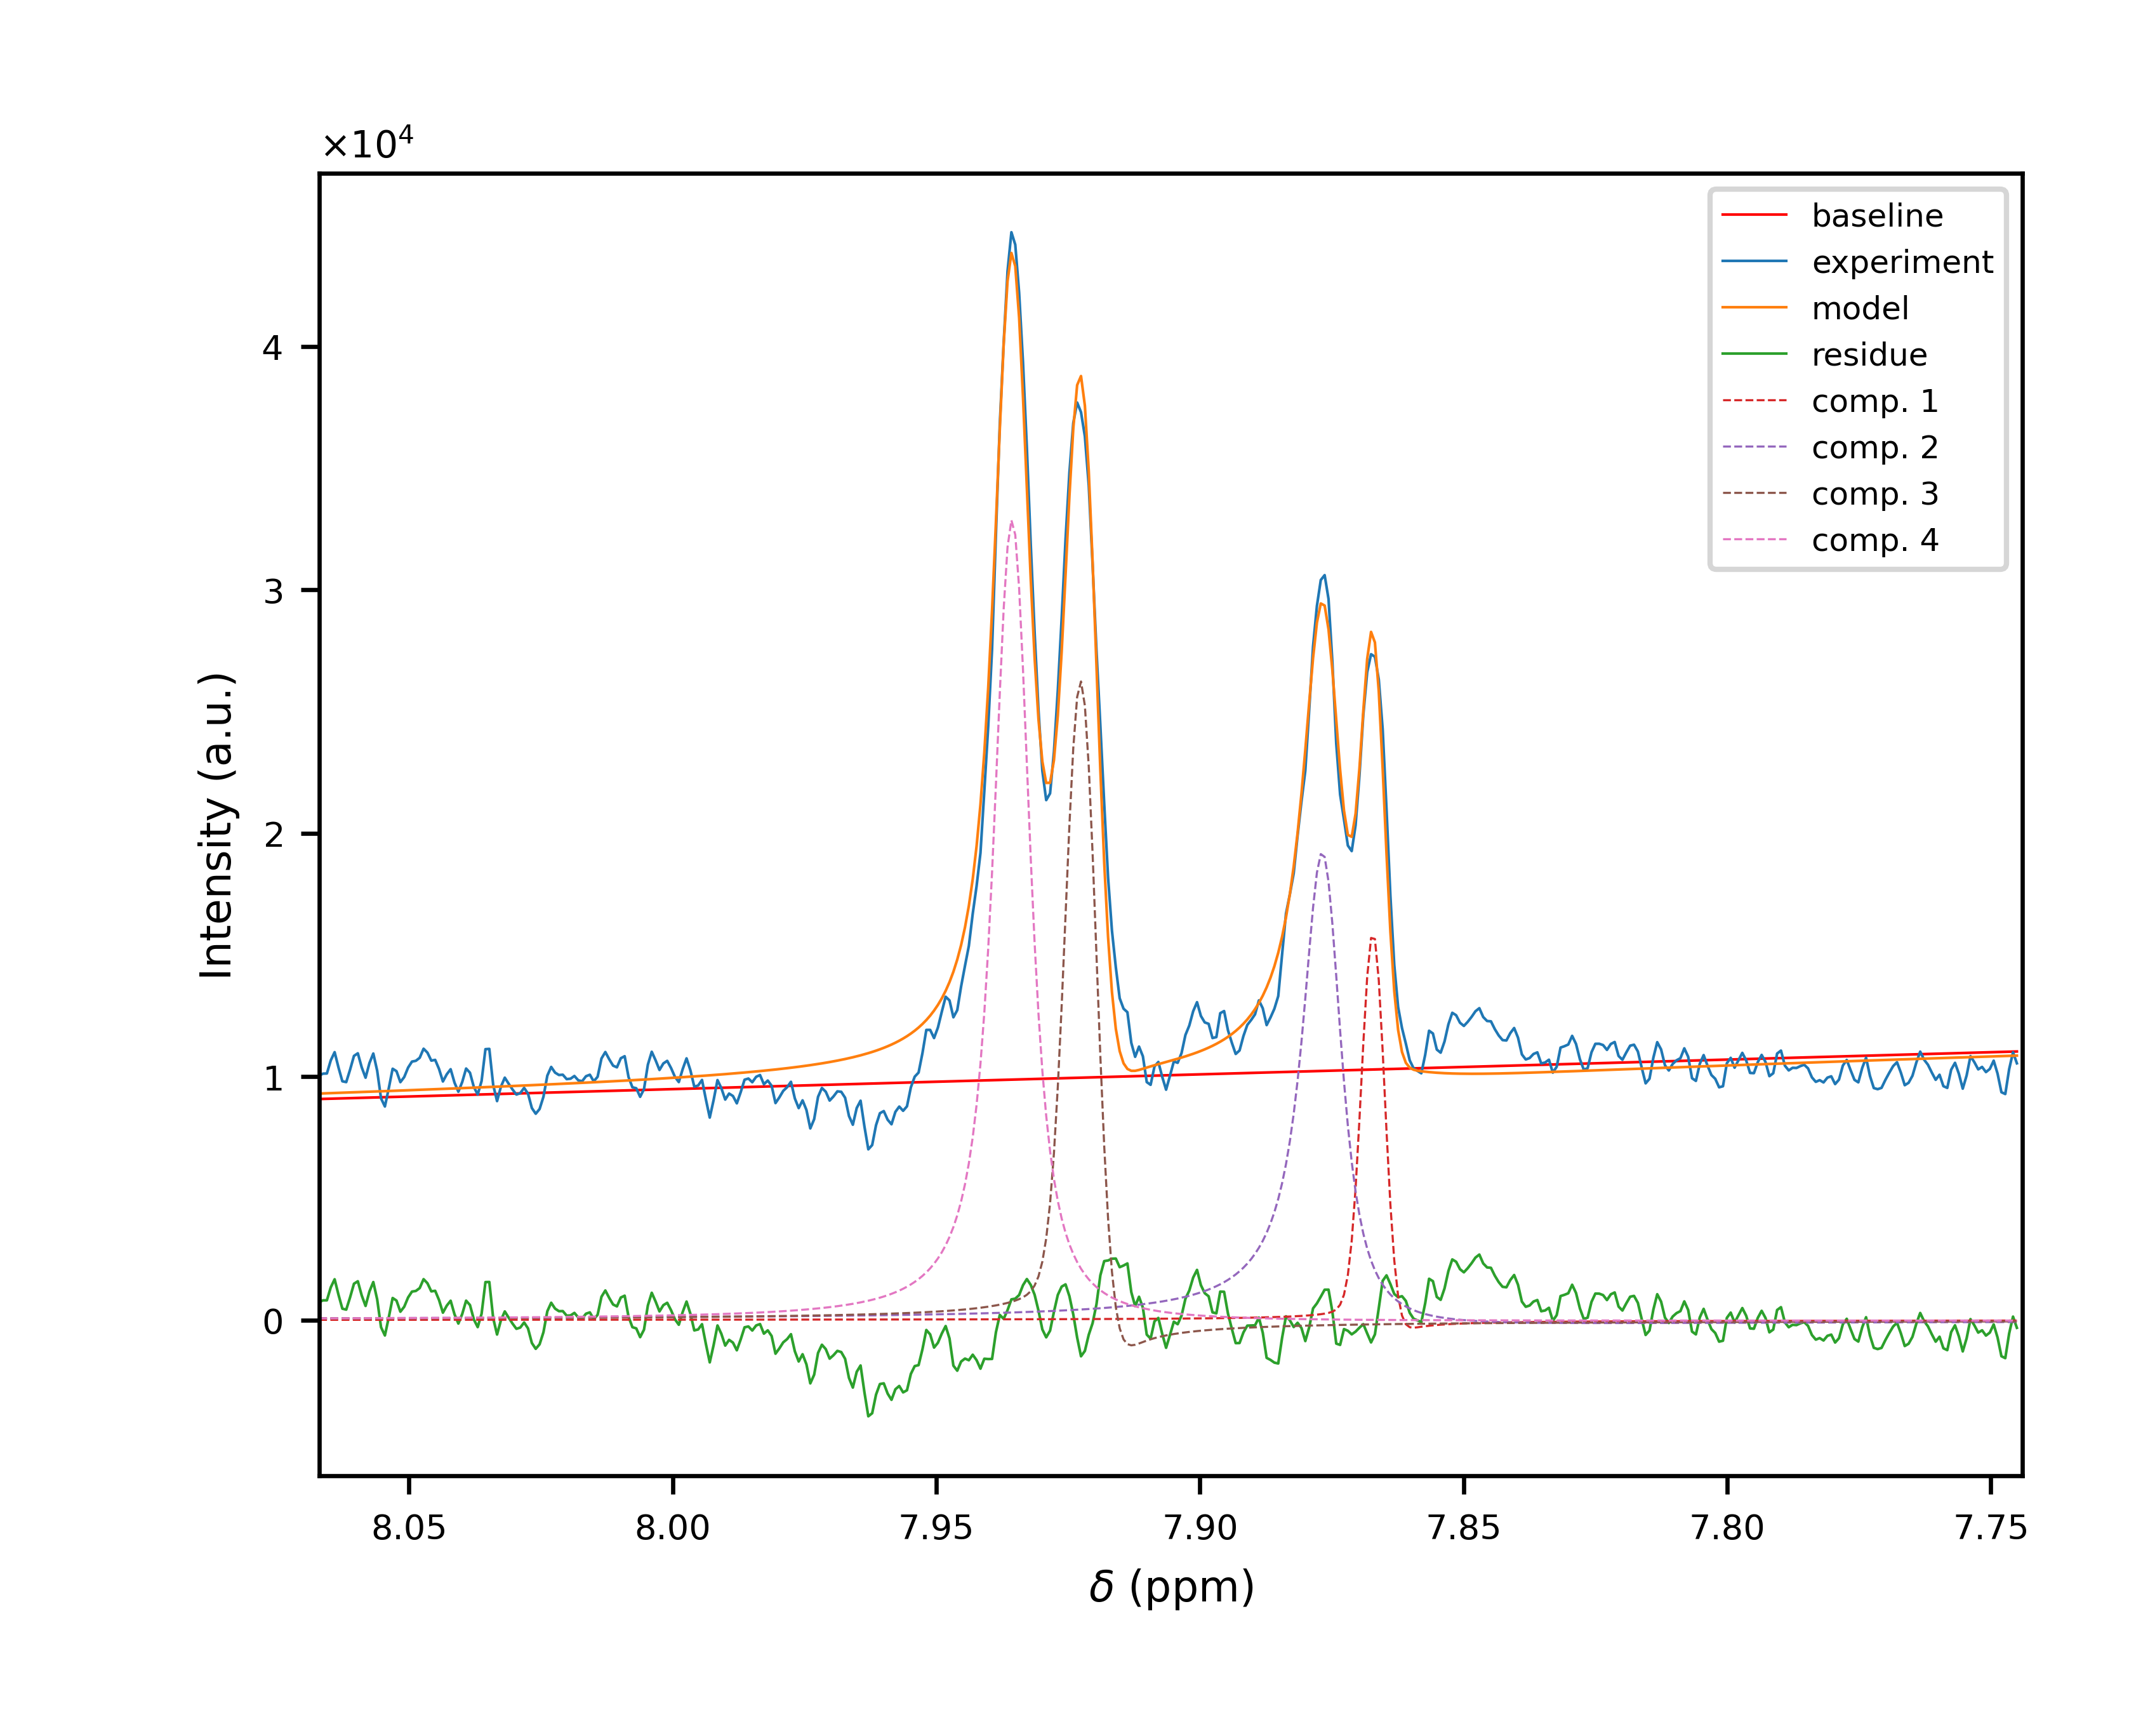 ×10⁴
Intensity (a.u.)
4
3
2
1
0
baseline
experiment
model
residue
comp. 1
comp. 2
comp. 3
comp. 4
8.05 8.00 7.95 7.90 7.85 7.80 7.75
δ (ppm)